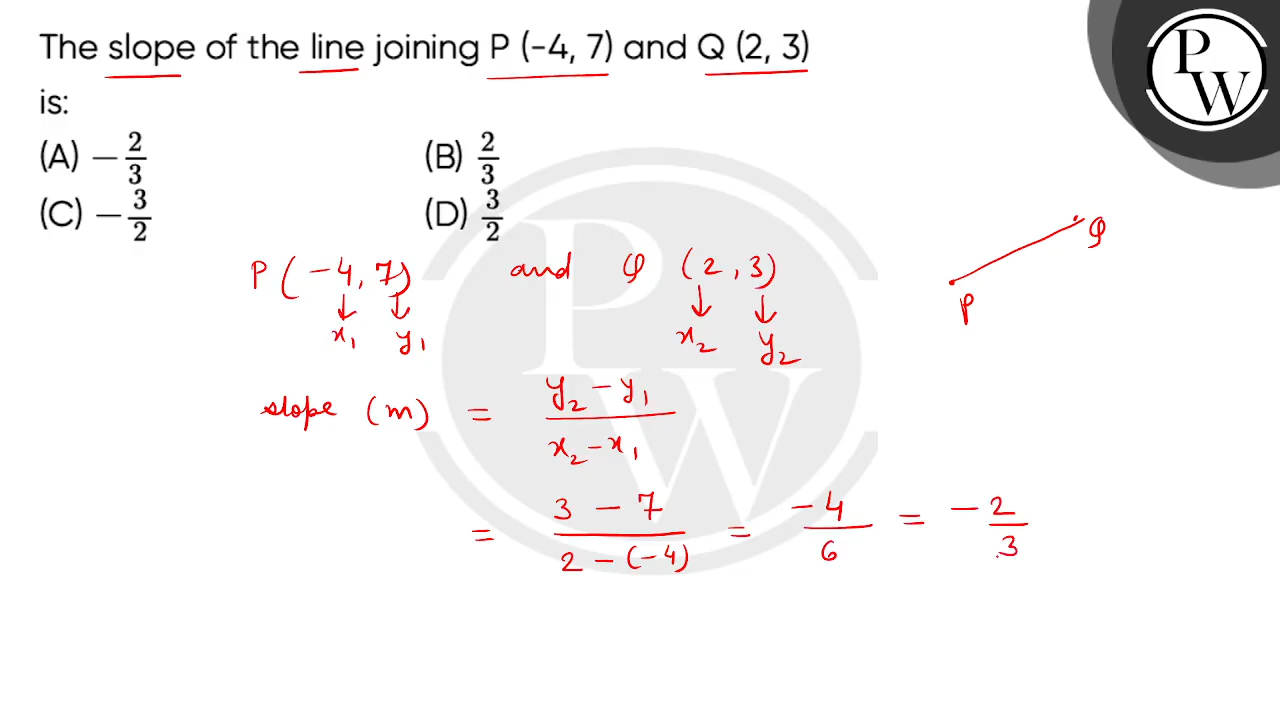 The slope of the line joining P (-4, 7) and Q (2, 3)
is:
(A) −2/3 (B) 2/3
(C) −3/2 (D) 3/2
P (−4, 7) and Q (2, 3)
x₁ y₁ x₂ y₂
slope (m) = y₂ − y₁ / x₂ − x₁
= 3 − 7 / 2 − (−4) = −4/6 = −2/3
Q
P
PW
PW